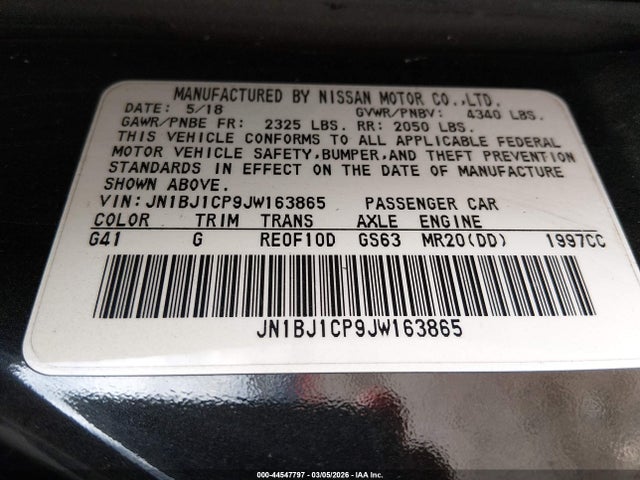 MANUFACTURED BY NISSAN MOTOR CO.,LTD.
DATE: 5/18 GVWR/PNBV: 4340 LBS.
GAWR/PNBE FR: 2325 LBS. RR: 2050 LBS.
THIS VEHICLE CONFORMS TO ALL APPLICABLE FEDERAL
MOTOR VEHICLE SAFETY,BUMPER,AND THEFT PREVENTION
STANDARDS IN EFFECT ON THE DATE OF MANUFACTURE
SHOWN ABOVE.
VIN: JN1BJ1CP9JW163865 PASSENGER CAR
COLOR TRIM TRANS AXLE ENGINE
G41 G RE0F10D GS63 MR20(DD) 1997CC
JN1BJ1CP9JW163865
000-44547797 - 03/05/2026 - IAA Inc.